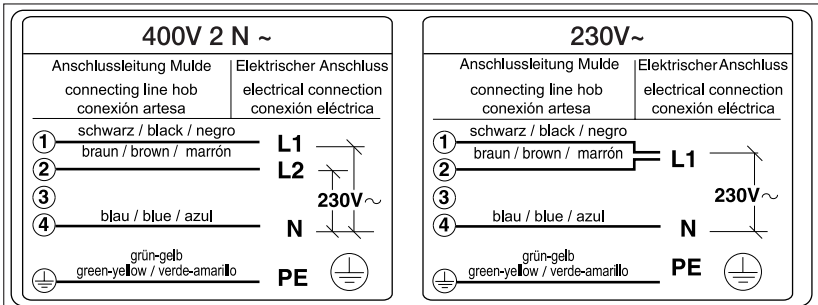 400V 2 N ~
Anschlussleitung Mulde
connecting line hob
conexión artesa
Elektrischer Anschluss
electrical connection
conexión eléctrica
1 schwarz / black / negro L1
2 braun / brown / marrón L2
3
230V~
4 blau / blue / azul N
grün-gelb
green-yellow / verde-amarillo PE
230V~
Anschlussleitung Mulde
connecting line hob
conexión artesa
Elektrischer Anschluss
electrical connection
conexión eléctrica
1 schwarz / black / negro
2 braun / brown / marrón L1
3
230V~
4 blau / blue / azul N
grün-gelb
green-yellow / verde-amarillo PE